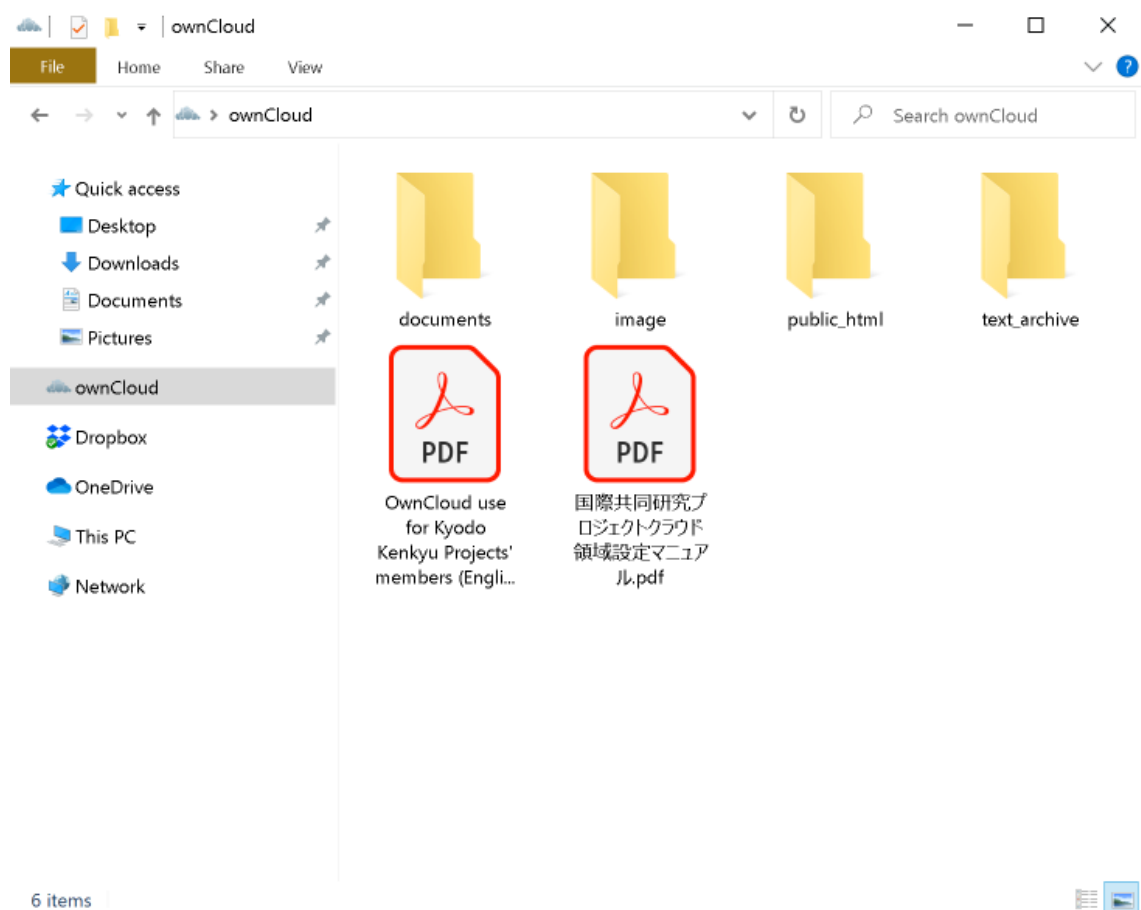 ownCloud
File Home Share View
ownCloud
Search ownCloud
Quick access
Desktop
Downloads
Documents
Pictures
ownCloud
Dropbox
OneDrive
This PC
Network
documents image public_html text_archive
PDF
OwnCloud use
for Kyodo
Kenkyu Projects'
members (Engli...
PDF
国際共同研究プ
ロジェクトクラウド
領域設定マニュア
ル.pdf
6 items